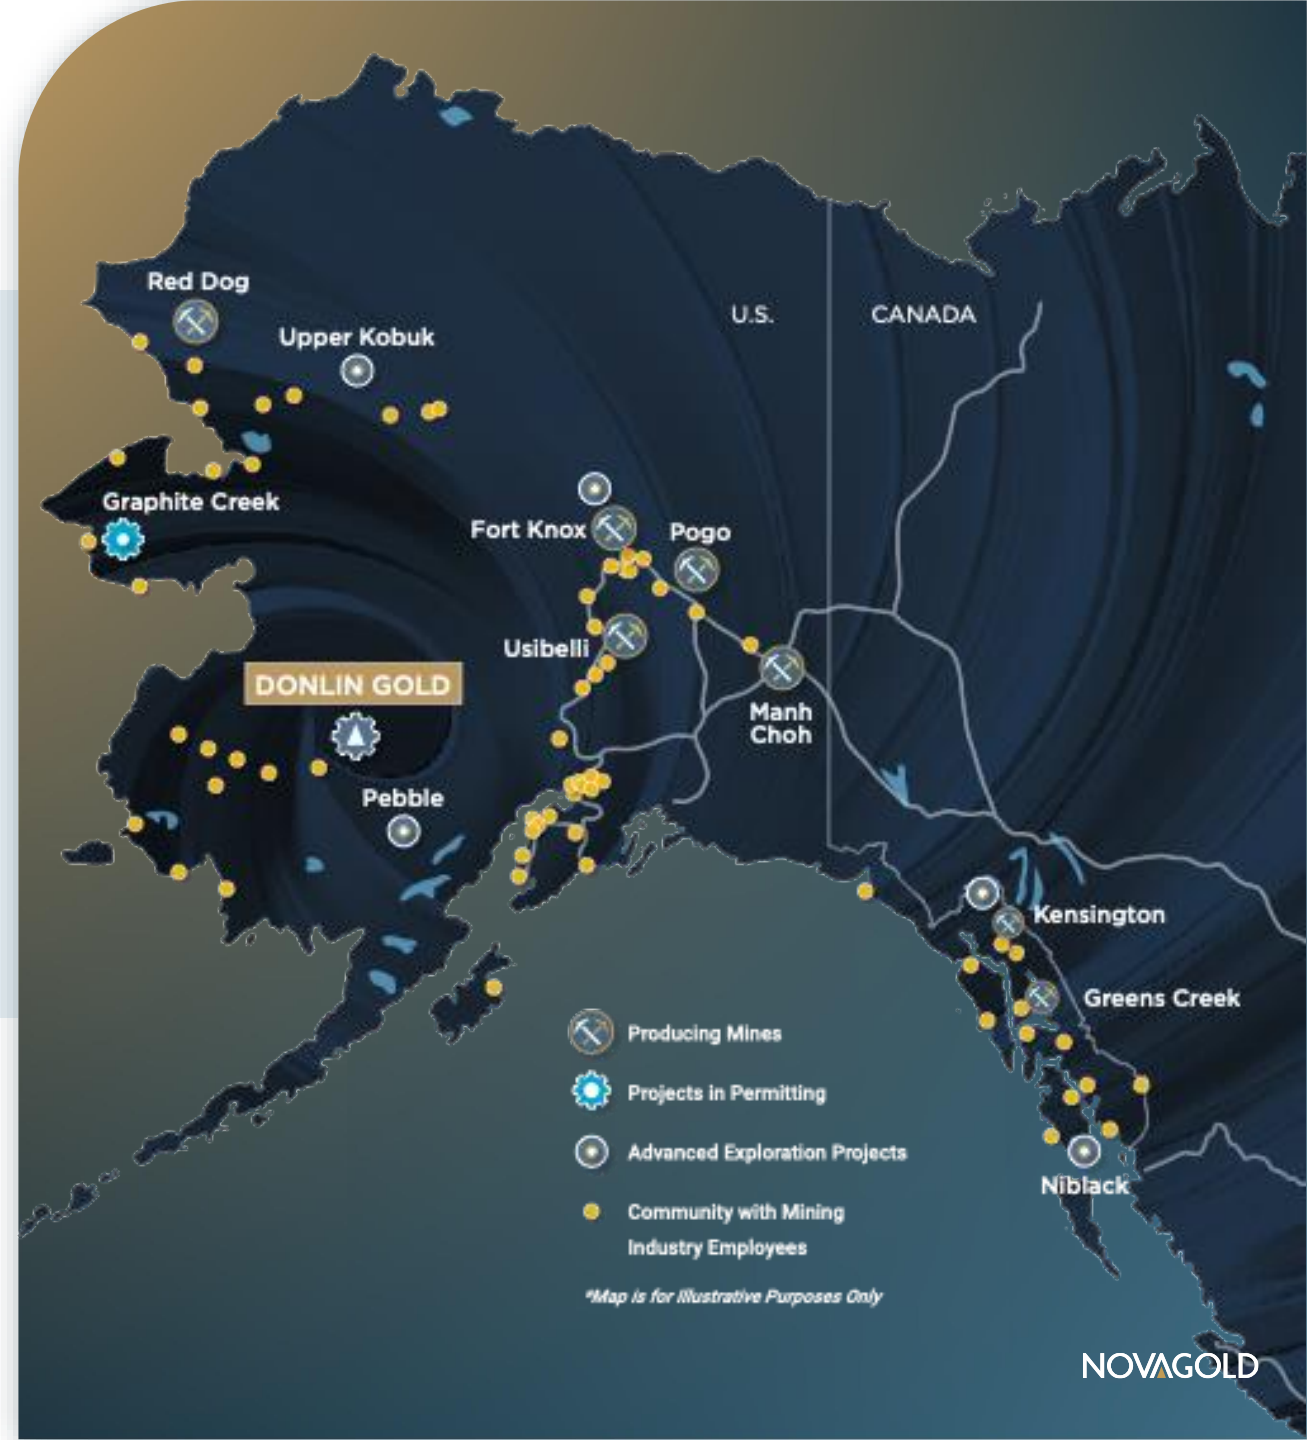 Red Dog
Upper Kobuk
U.S.
CANADA
Graphite Creek
Fort Knox
Pogo
Usibelli
DONLIN GOLD
Manh
Choh
Pebble
Kensington
Greens Creek
Producing Mines
Projects in Permitting
Advanced Exploration Projects
Niblack
Community with Mining
Industry Employees
*Map is for Illustrative Purposes Only
NOVAGOLD